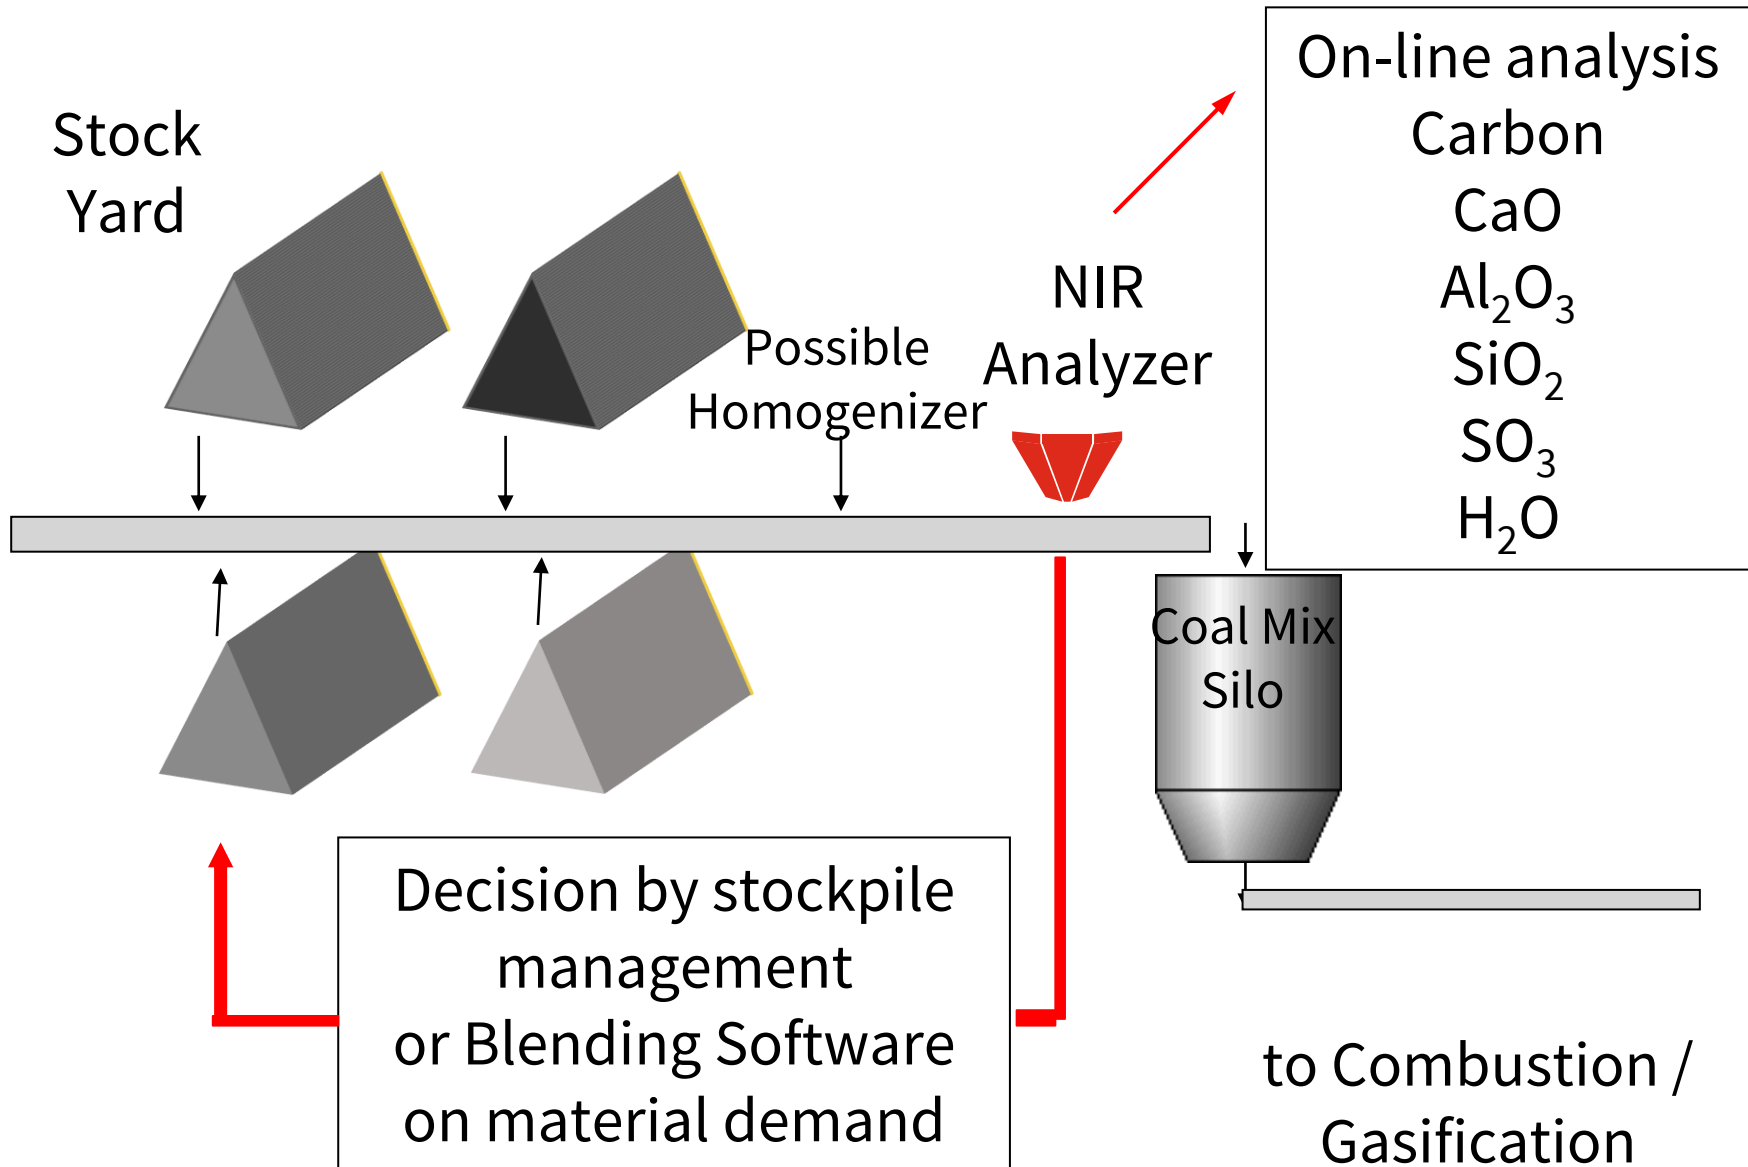 Stock
Yard
Possible
Homogenizer
NIR
Analyzer
On-line analysis
Carbon
CaO
Al₂O₃
SiO₂
SO₃
H₂O
Coal Mix
Silo
Decision by stockpile
management
or Blending Software
on material demand
to Combustion /
Gasification